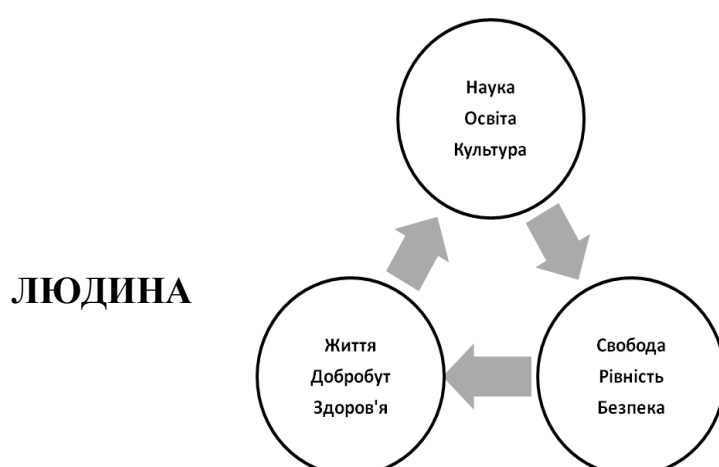 Наука
Освіта
Культура
ЛЮДИНА
Життя
Добробут
Здоров'я
Свобода
Рівність
Безпека